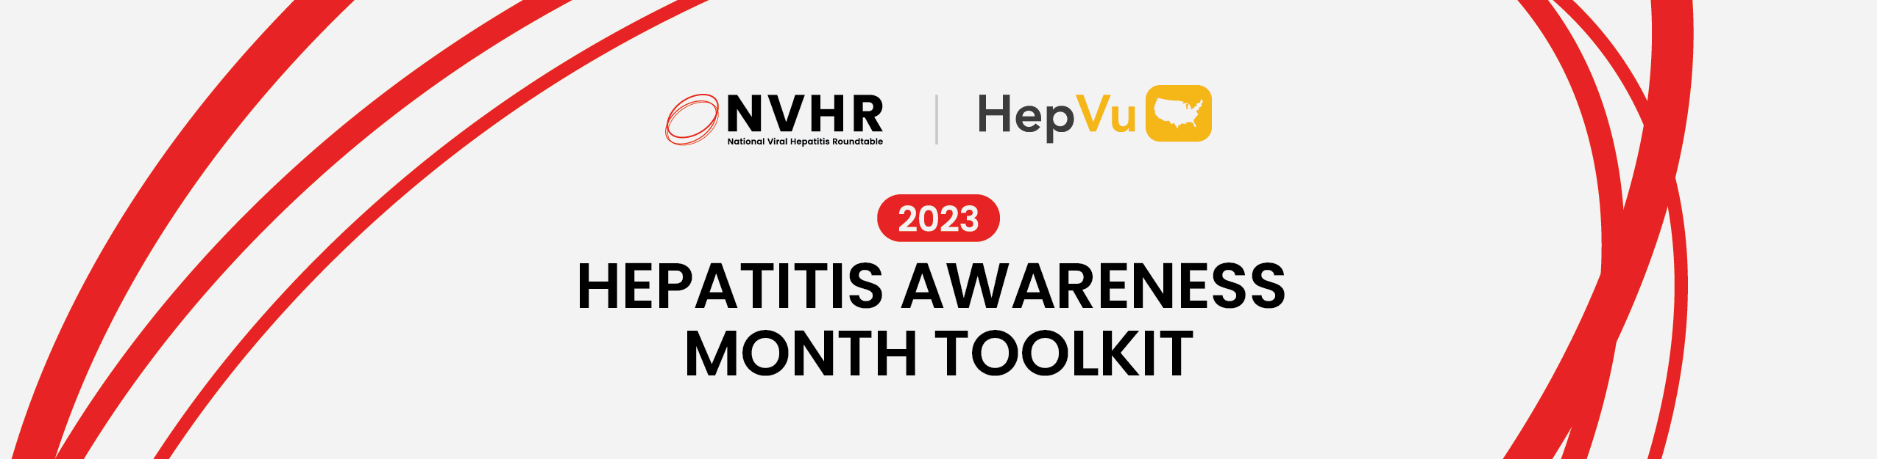 NVHR
National Viral Hepatitis Roundtable
HepVu
2023
HEPATITIS AWARENESS
MONTH TOOLKIT